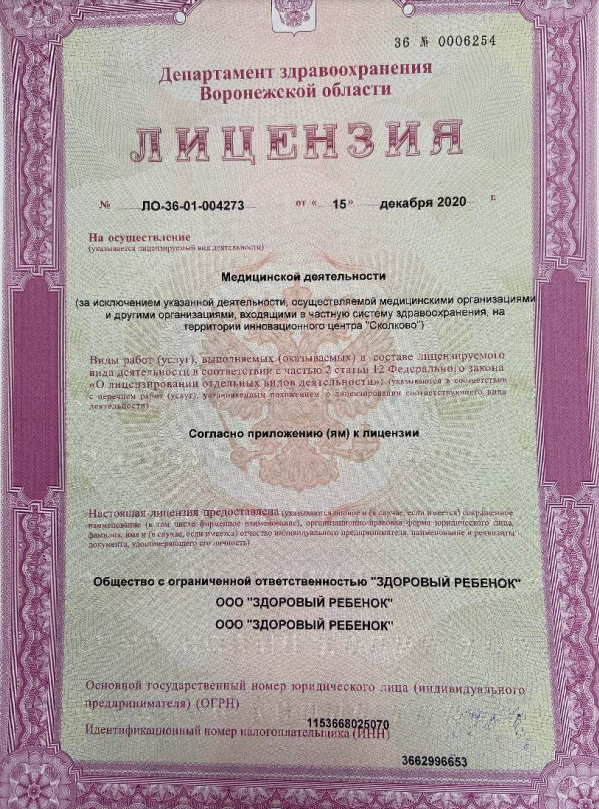 36 № 0006254
Департамент здравоохранения
Воронежской области
ЛИЦЕНЗИЯ
№ ЛО-36-01-004273 от « 15 » декабря 2020 г.
На осуществление
(указывается лицензируемый вид деятельности)
Медицинской деятельности
(за исключением указанной деятельности, осуществляемой медицинскими организациями
и другими организациями, входящими в частную систему здравоохранения, на
территории инновационного центра "Сколково")
Виды работ (услуг), выполняемых (оказываемых) в составе лицензируемого
вида деятельности в соответствии с частью 2 статьи 12 Федерального закона
«О лицензировании отдельных видов деятельности»: (указываются в соответствии
с перечнем работ (услуг), установленным положением о лицензировании соответствующего вида
деятельности)
Согласно приложению (ям) к лицензии
Настоящая лицензия предоставлена (указываются полное и (в случае, если имеется) сокращенное
наименование (в том числе фирменное наименование), организационно-правовая форма юридического лица,
фамилия, имя и (в случае, если имеется) отчество индивидуального предпринимателя, наименование и реквизиты
документа, удостоверяющего его личность)
Общество с ограниченной ответственностью "ЗДОРОВЫЙ РЕБЕНОК"
ООО "ЗДОРОВЫЙ РЕБЕНОК"
ООО "ЗДОРОВЫЙ РЕБЕНОК"
Основной государственный номер юридического лица (индивидуального
предпринимателя) (ОГРН)
1153668025070
Идентификационный номер налогоплательщика (ИНН)
3662996653